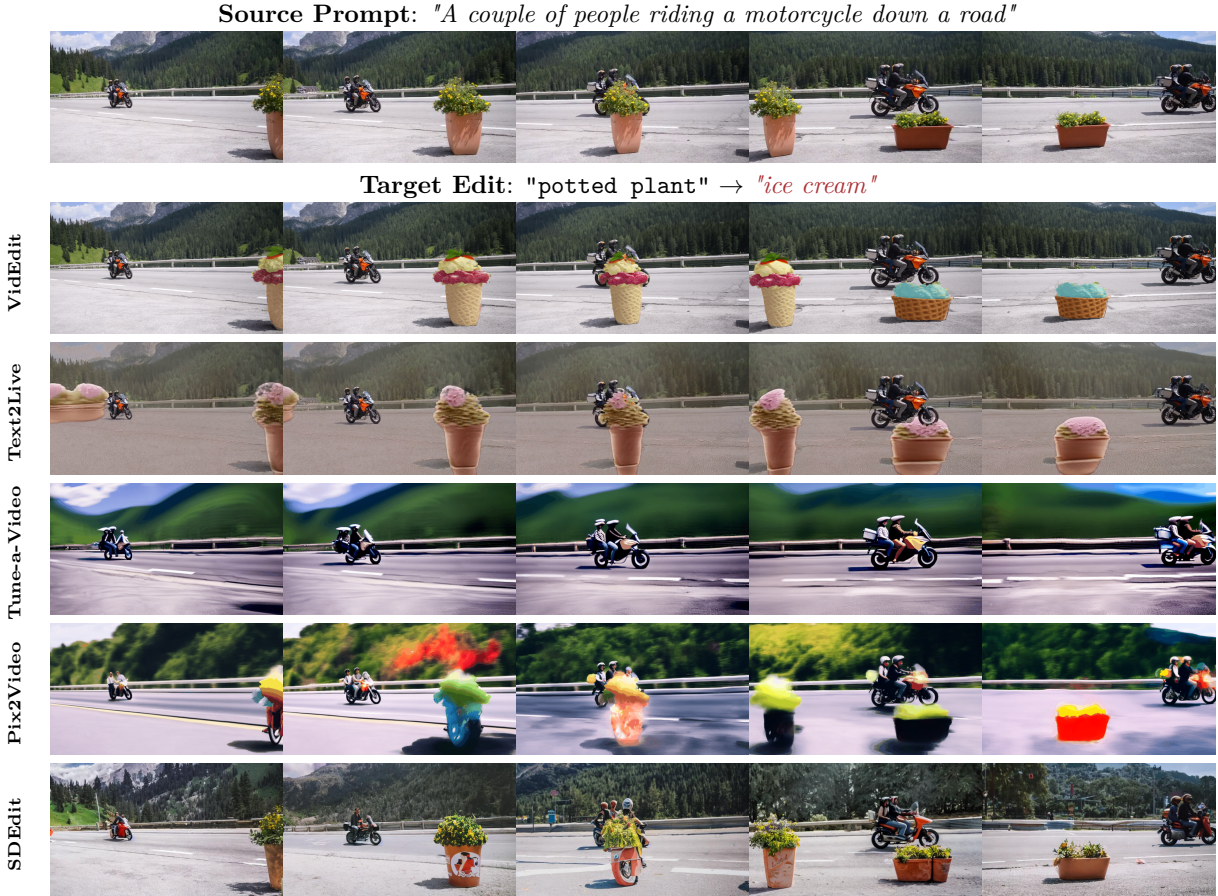 Source Prompt: "A couple of people riding a motorcycle down a road"
Target Edit: "potted plant" → "ice cream"
VidEdit
Text2Live
Tune-a-Video
Pix2Video
SDEdit